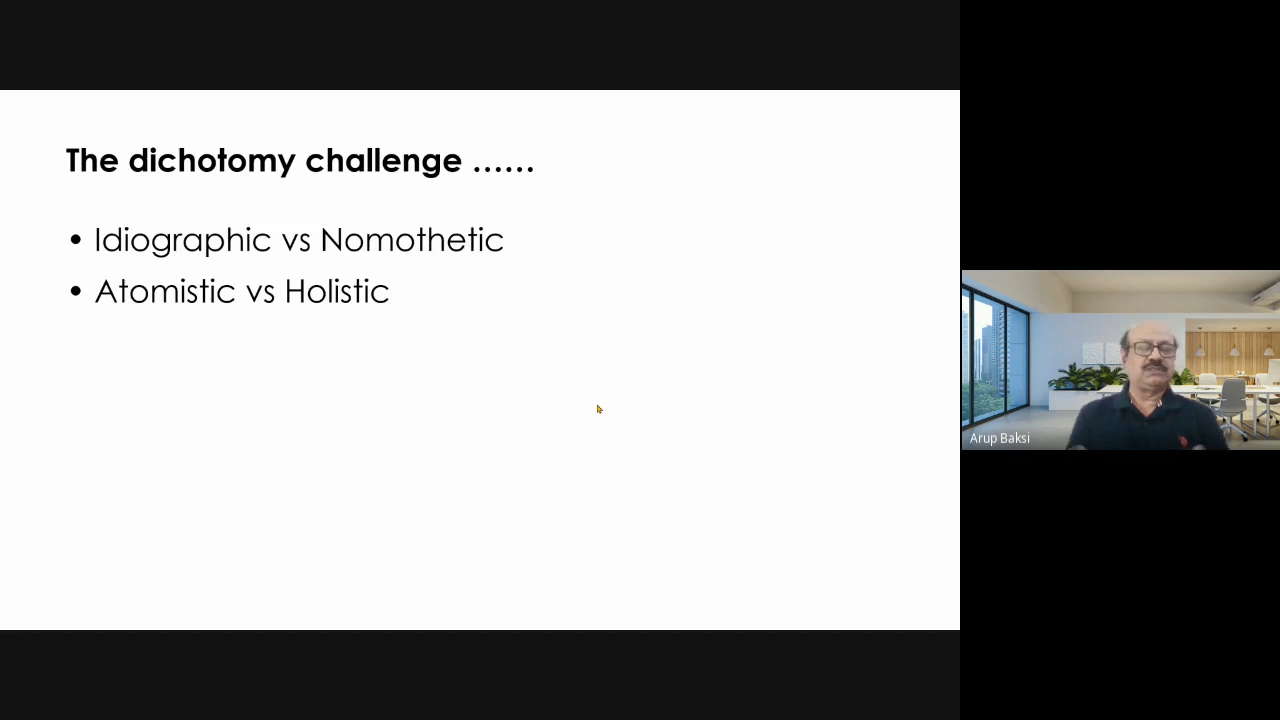 The dichotomy challenge ......
• Idiographic vs Nomothetic
• Atomistic vs Holistic
Arup Baksi